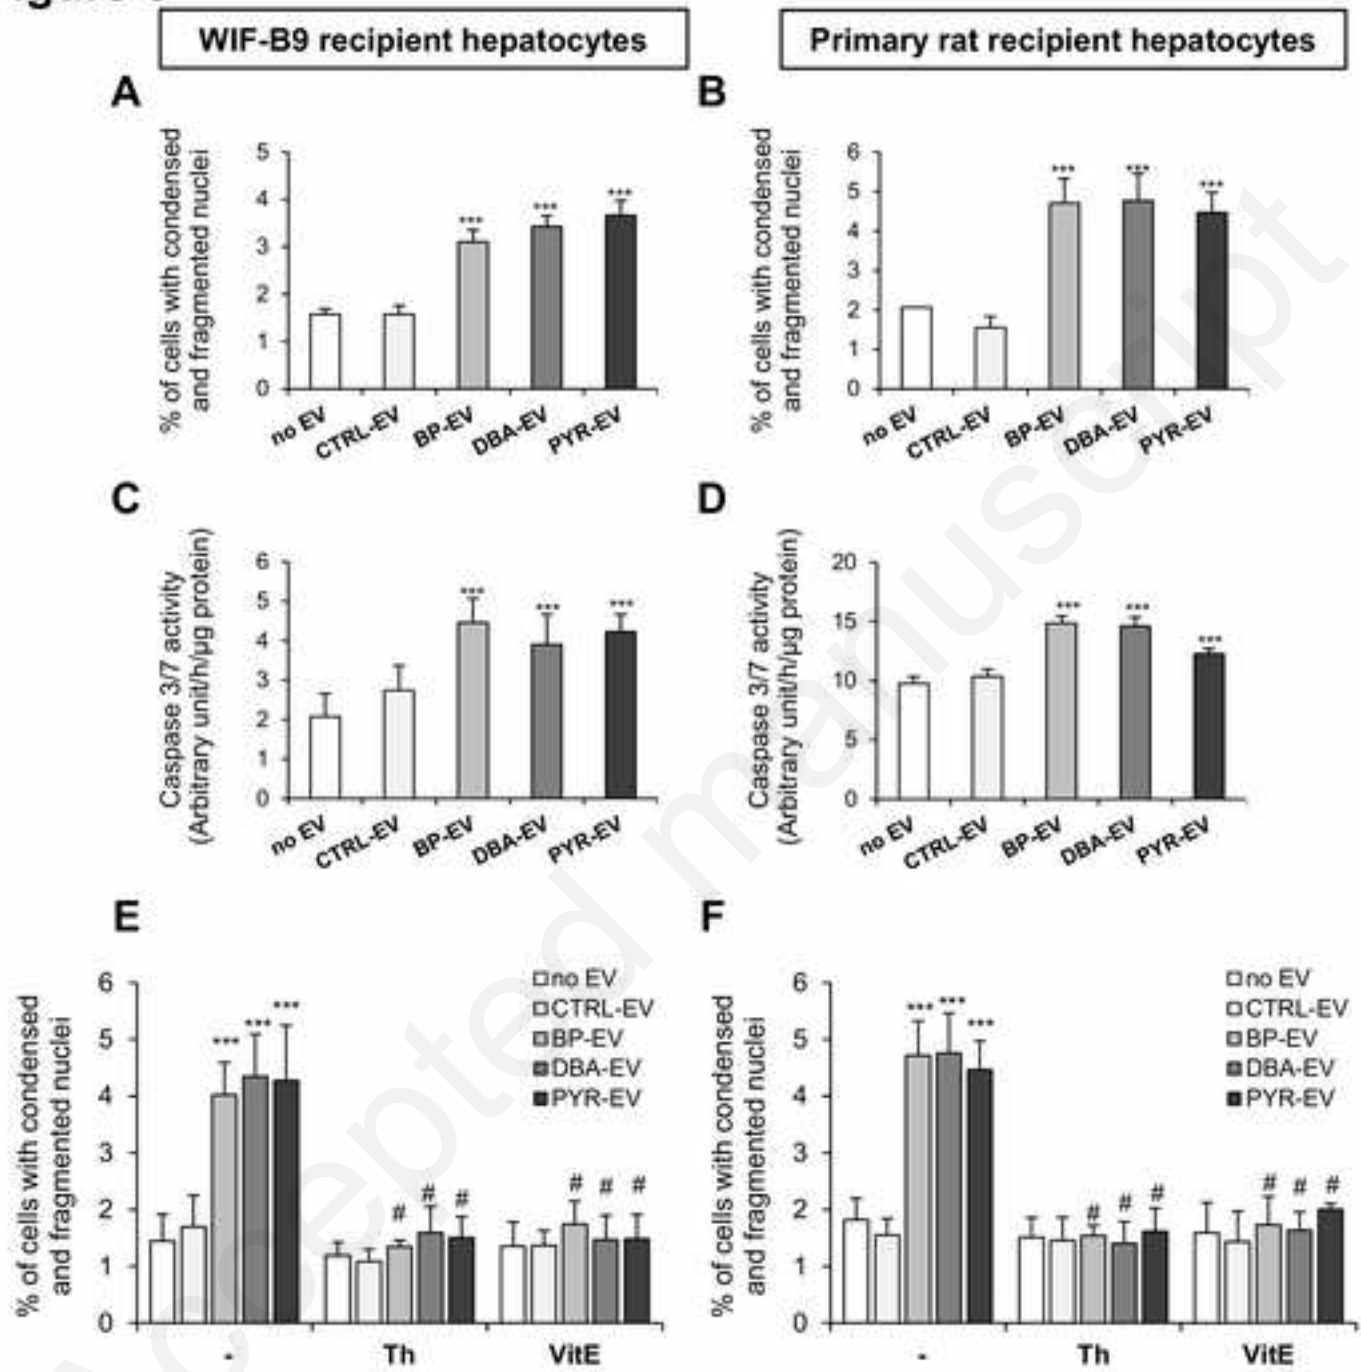 WIF-B9 recipient hepatocytes
Primary rat recipient hepatocytes
A
% of cells with condensed
and fragmented nuclei
5
4
3
2
1
0
***
***
***
no EV
CTRL-EV
BP-EV
DBA-EV
PYR-EV
B
% of cells with condensed
and fragmented nuclei
6
5
4
3
2
1
0
***
***
***
no EV
CTRL-EV
BP-EV
DBA-EV
PYR-EV
C
Caspase 3/7 activity
(Arbitrary unit/h/µg protein)
6
5
4
3
2
1
0
***
***
***
no EV
CTRL-EV
BP-EV
DBA-EV
PYR-EV
D
Caspase 3/7 activity
(Arbitrary unit/h/µg protein)
20
15
10
5
0
***
***
***
no EV
CTRL-EV
BP-EV
DBA-EV
PYR-EV
E
% of cells with condensed
and fragmented nuclei
6
5
4
3
2
1
0
***
***
***
# # #
# # #
no EV
CTRL-EV
BP-EV
DBA-EV
PYR-EV
- Th VitE
F
% of cells with condensed
and fragmented nuclei
6
5
4
3
2
1
0
***
***
***
# # #
# # #
no EV
CTRL-EV
BP-EV
DBA-EV
PYR-EV
- Th VitE
Accepted manuscript